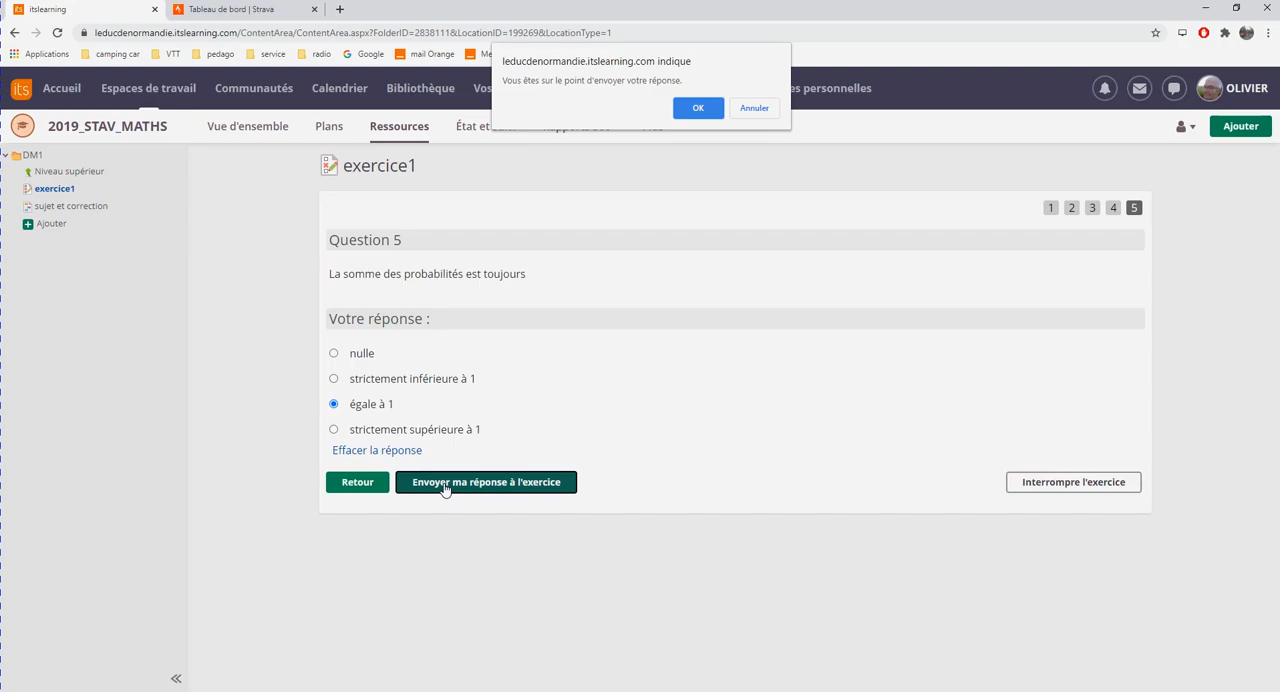 itslearning
Tableau de bord | Strava
leducdenormandie.itslearning.com/ContentArea/ContentArea.aspx?FolderID=2838111&LocationID=199269&LocationType=1
Applications camping car VTT pedago service radio Google mail Orange
leducdenormandie.itslearning.com indique
Vous êtes sur le point d'envoyer votre réponse.
OK Annuler
its Accueil Espaces de travail Communautés Calendrier Bibliothèque OLIVIER
2019_STAV_MATHS Vue d'ensemble Plans Ressources Ajouter
DM1
Niveau supérieur
exercice1
sujet et correction
Ajouter
exercice1
1 2 3 4 5
Question 5
La somme des probabilités est toujours
Votre réponse :
nulle
strictement inférieure à 1
égale à 1
strictement supérieure à 1
Effacer la réponse
Retour Envoyer ma réponse à l'exercice Interrompre l'exercice